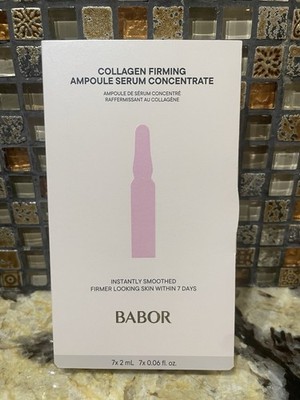 COLLAGEN FIRMING
AMPOULE SERUM CONCENTRATE
AMPOULE DE SÉRUM CONCENTRÉ
RAFFERMISSANT AU COLLAGÈNE
INSTANTLY SMOOTHED
FIRMER LOOKING SKIN WITHIN 7 DAYS
BABOR
7x 2 mL 7x 0.06 fl. oz